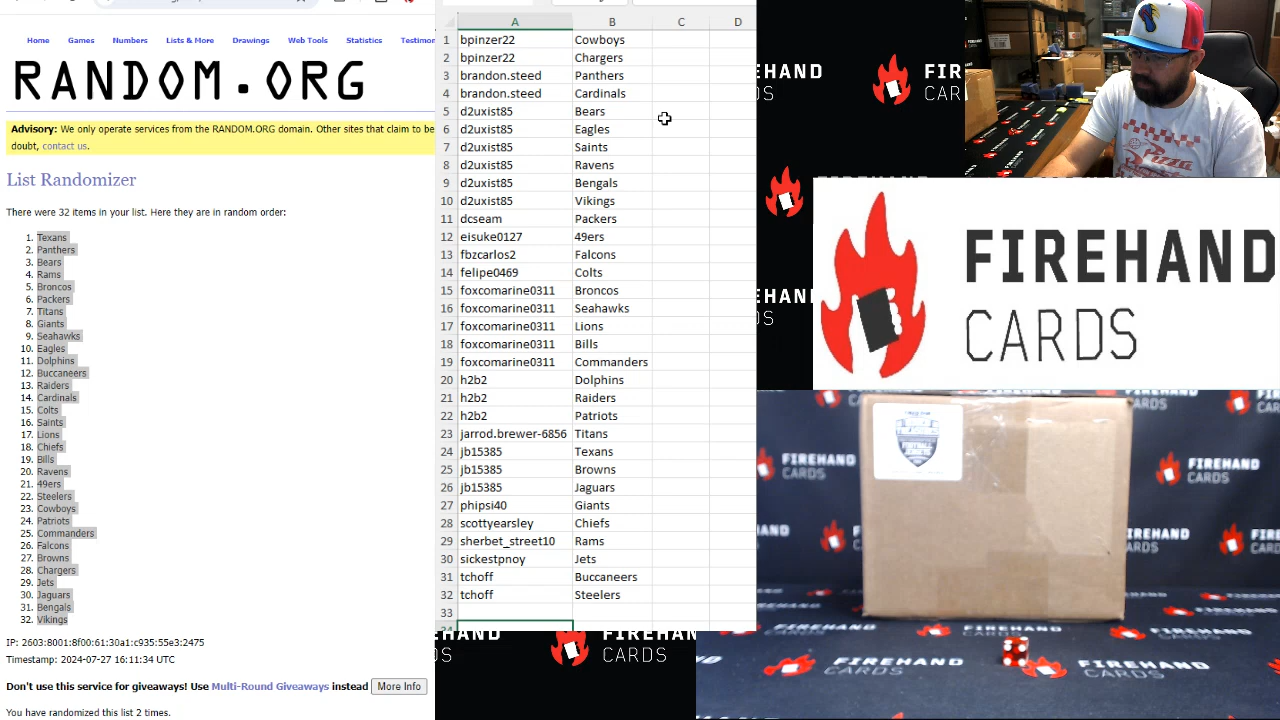 Home Games Numbers Lists & More Drawings Web Tools Statistics Testimor
RANDOM.ORG
Advisory: We only operate services from the RANDOM.ORG domain. Other sites that claim to be
doubt, contact us.
List Randomizer
There were 32 items in your list. Here they are in random order:
1. Texans
2. Panthers
3. Bears
4. Rams
5. Broncos
6. Packers
7. Titans
8. Giants
9. Seahawks
10. Eagles
11. Dolphins
12. Buccaneers
13. Raiders
14. Cardinals
15. Colts
16. Saints
17. Lions
18. Chiefs
19. Bills
20. Ravens
21. 49ers
22. Steelers
23. Cowboys
24. Patriots
25. Commanders
26. Falcons
27. Browns
28. Chargers
29. Jets
30. Jaguars
31. Bengals
32. Vikings
IP: 2603:8001:8f00:61:30a1:c935:55e3:2475
Timestamp: 2024-07-27 16:11:34 UTC
Don't use this service for giveaways! Use Multi-Round Giveaways instead More Info
You have randomized this list 2 times.
A B C D
1 bpinzer22 Cowboys
2 bpinzer22 Chargers
3 brandon.steed Panthers
4 brandon.steed Cardinals
5 d2uxist85 Bears
6 d2uxist85 Eagles
7 d2uxist85 Saints
8 d2uxist85 Ravens
9 d2uxist85 Bengals
10 d2uxist85 Vikings
11 dcseam Packers
12 eisuke0127 49ers
13 fbzcarlos2 Falcons
14 felipe0469 Colts
15 foxcomarine0311 Broncos
16 foxcomarine0311 Seahawks
17 foxcomarine0311 Lions
18 foxcomarine0311 Bills
19 foxcomarine0311 Commanders
20 h2b2 Dolphins
21 h2b2 Raiders
22 h2b2 Patriots
23 jarrod.brewer-6856 Titans
24 jb15385 Texans
25 jb15385 Browns
26 jb15385 Jaguars
27 phipsi40 Giants
28 scottyearsley Chiefs
29 sherbet_street10 Rams
30 sickestpnoy Jets
31 tchoff Buccaneers
32 tchoff Steelers
33
FIREHAND
CARDS
FIREHAND
CARDS
FIREHAND
CARDS
FIREHAND
CARDS